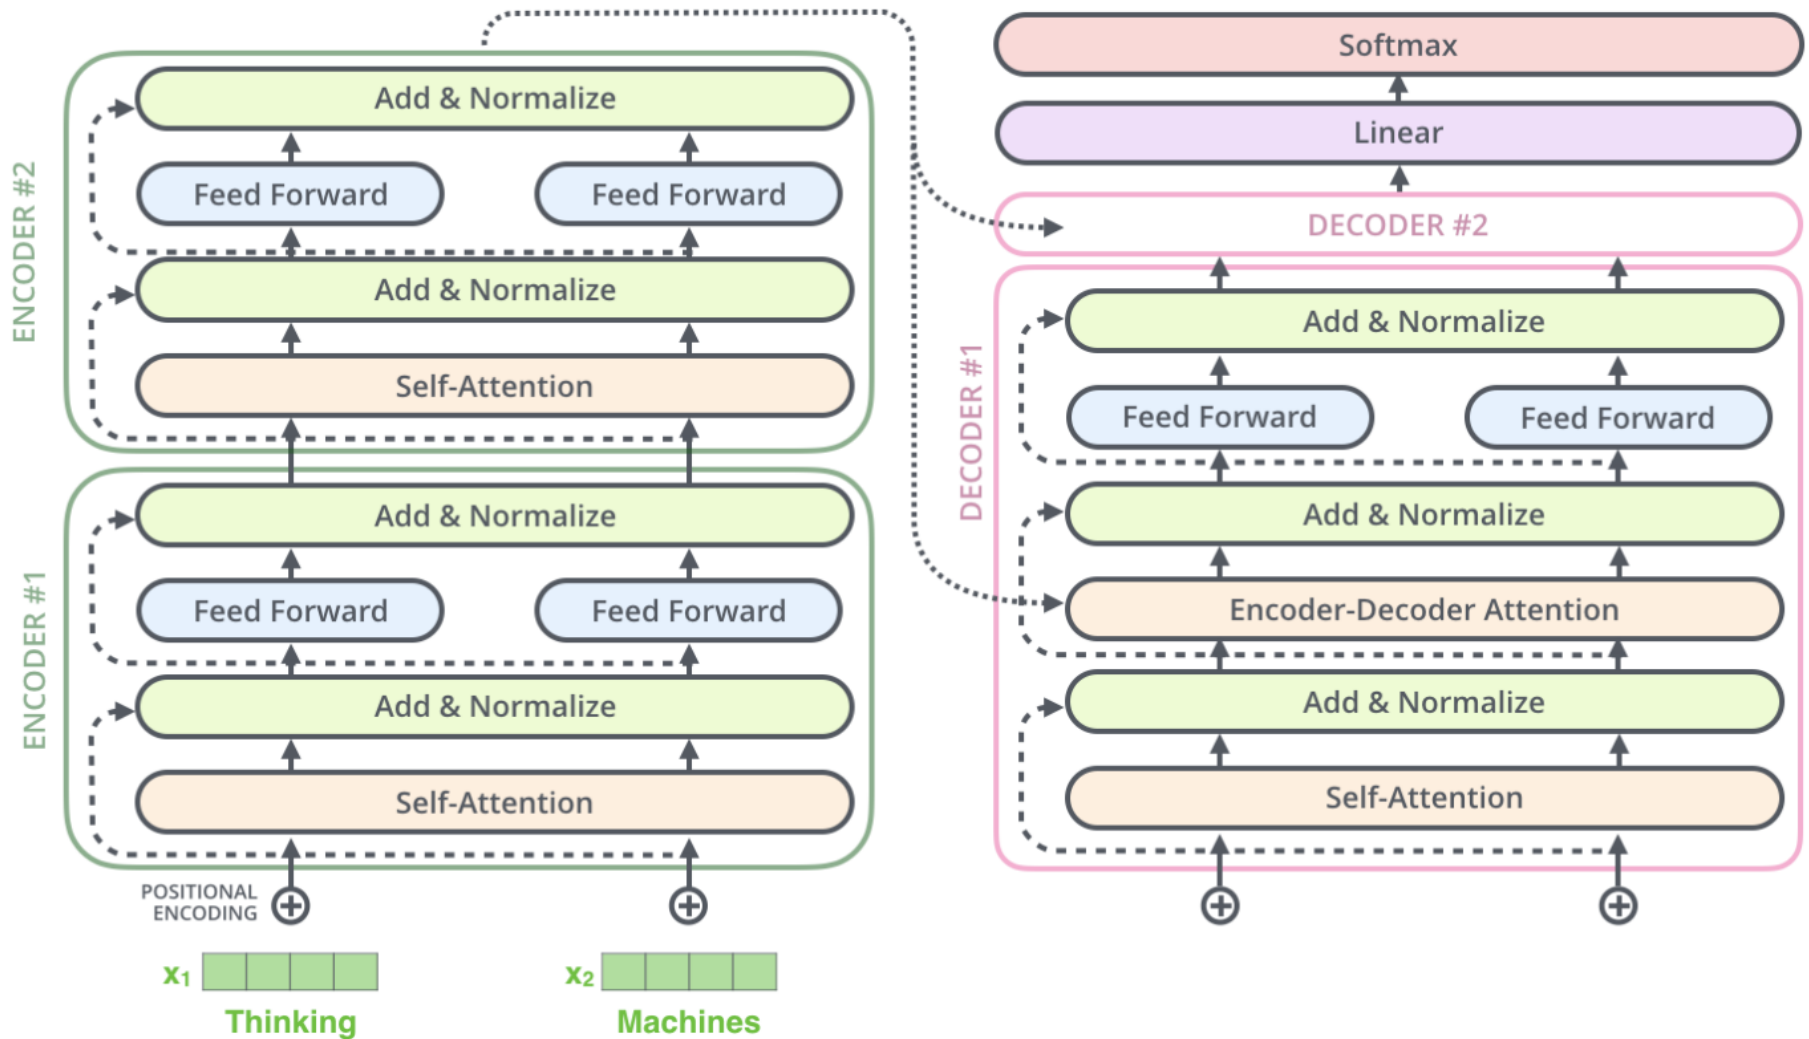 ENCODER #2
Add & Normalize
Feed Forward
Feed Forward
Add & Normalize
Self-Attention
ENCODER #1
Add & Normalize
Feed Forward
Feed Forward
Add & Normalize
Self-Attention
POSITIONAL
ENCODING
x1
x2
Thinking
Machines
Softmax
Linear
DECODER #2
DECODER #1
Add & Normalize
Feed Forward
Feed Forward
Add & Normalize
Encoder-Decoder Attention
Add & Normalize
Self-Attention